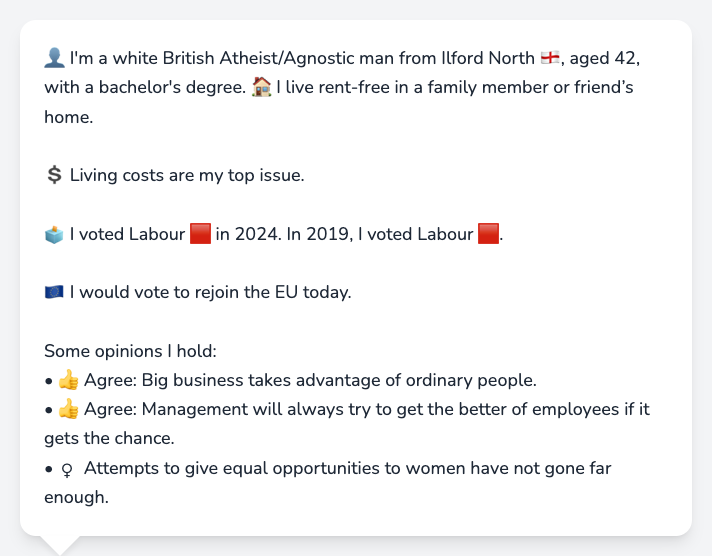 👤 I'm a white British Atheist/Agnostic man from Ilford North 🏴󠁧󠁢󠁥󠁮󠁧󠁿, aged 42,
with a bachelor's degree. 🏠 I live rent-free in a family member or friend’s
home.
💲 Living costs are my top issue.
🗳️ I voted Labour 🟥 in 2024. In 2019, I voted Labour 🟥.
🇪🇺 I would vote to rejoin the EU today.
Some opinions I hold:
• 👍 Agree: Big business takes advantage of ordinary people.
• 👍 Agree: Management will always try to get the better of employees if it
gets the chance.
• ♀ Attempts to give equal opportunities to women have not gone far
enough.